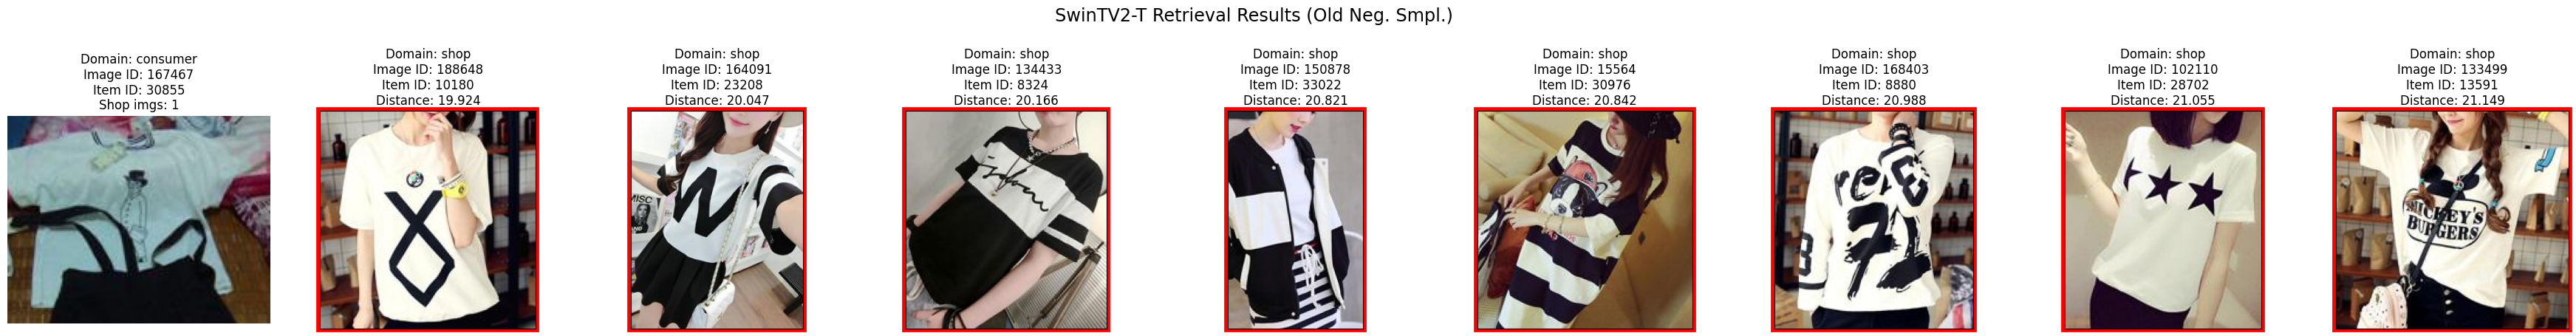 SwinTV2-T Retrieval Results (Old Neg. Smpl.)
Domain: consumer
Image ID: 167467
Item ID: 30855
Shop imgs: 1
Domain: shop
Image ID: 188648
Item ID: 10180
Distance: 19.924
Domain: shop
Image ID: 164091
Item ID: 23208
Distance: 20.047
MISC
W
Domain: shop
Image ID: 134433
Item ID: 8324
Distance: 20.166
Domain: shop
Image ID: 150878
Item ID: 33022
Distance: 20.821
Domain: shop
Image ID: 15564
Item ID: 30976
Distance: 20.842
Domain: shop
Image ID: 168403
Item ID: 8880
Distance: 20.988
71
Domain: shop
Image ID: 102110
Item ID: 28702
Distance: 21.055
Domain: shop
Image ID: 133499
Item ID: 13591
Distance: 21.149
MICKEY'S
BURGERS